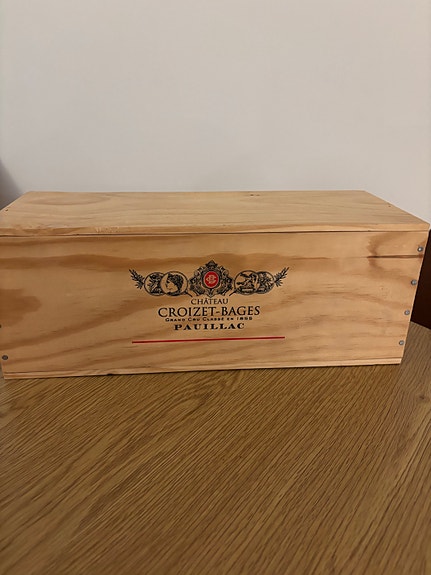 CHÂTEAU
CROIZET-BAGES
GRAND CRU CLASSÉ EN 1855
PAUILLAC